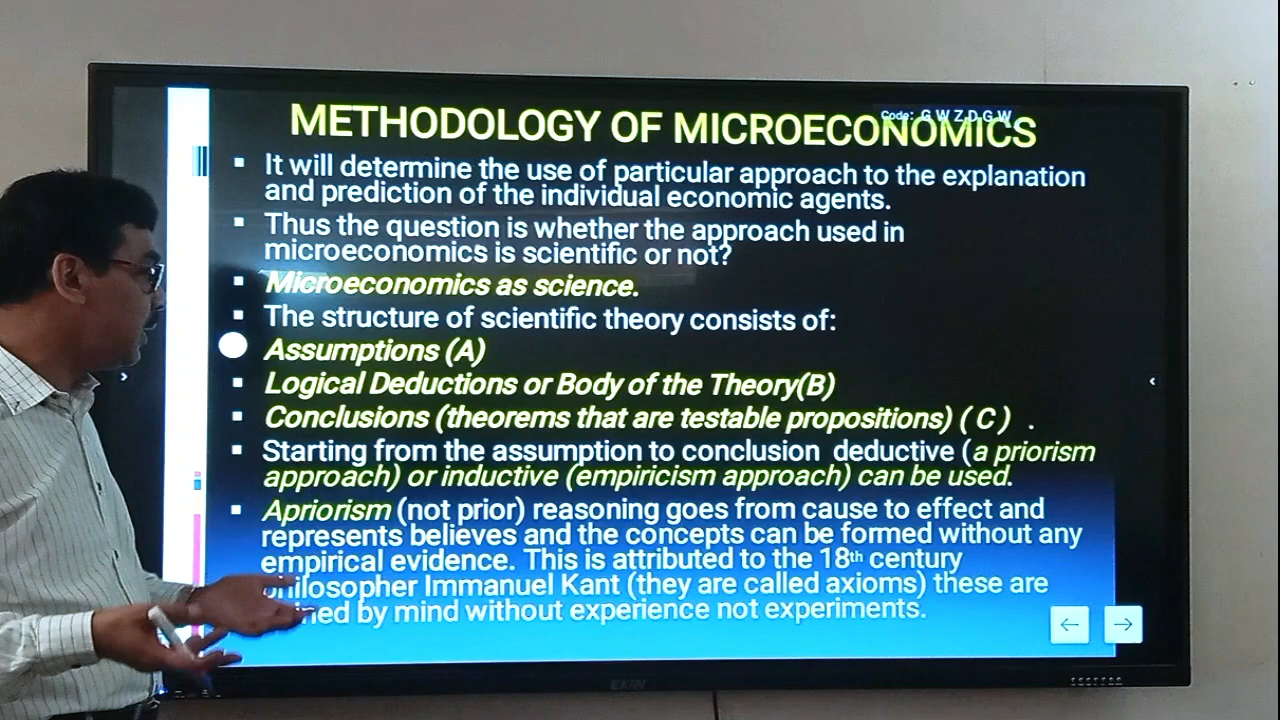 METHODOLOGY OF MICROECONOMICS
Code: G W Z D G W
▪ It will determine the use of particular approach to the explanation
and prediction of the individual economic agents.
▪ Thus the question is whether the approach used in
microeconomics is scientific or not?
▪ Microeconomics as science.
▪ The structure of scientific theory consists of:
Assumptions (A)
▪ Logical Deductions or Body of the Theory(B)
▪ Conclusions (theorems that are testable propositions) ( C ) .
▪ Starting from the assumption to conclusion deductive (a priorism
approach) or inductive (empiricism approach) can be used.
▪ Apriorism (not prior) reasoning goes from cause to effect and
represents believes and the concepts can be formed without any
empirical evidence. This is attributed to the 18th century
philosopher Immanuel Kant (they are called axioms) these are
by mind without experience not experiments.
EKIN